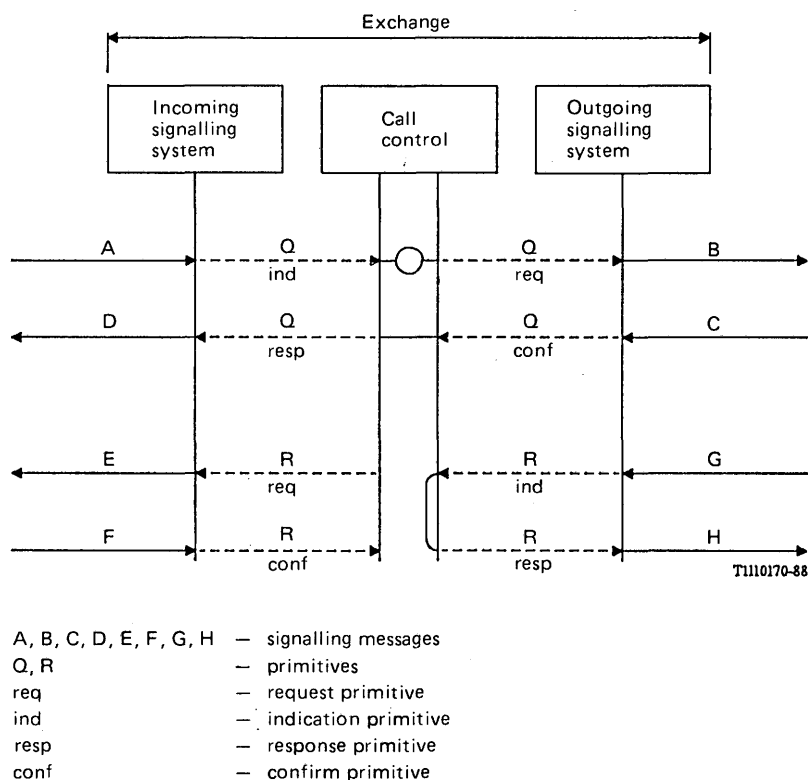 Exchange
Incoming
signalling
system
Call
control
Outgoing
signalling
system
A Q Q B
ind req
D Q Q C
resp conf
E R R G
req ind
F R R H
conf resp
T1110170-88
A, B, C, D, E, F, G, H – signalling messages
Q, R – primitives
req – request primitive
ind – indication primitive
resp – response primitive
conf – confirm primitive